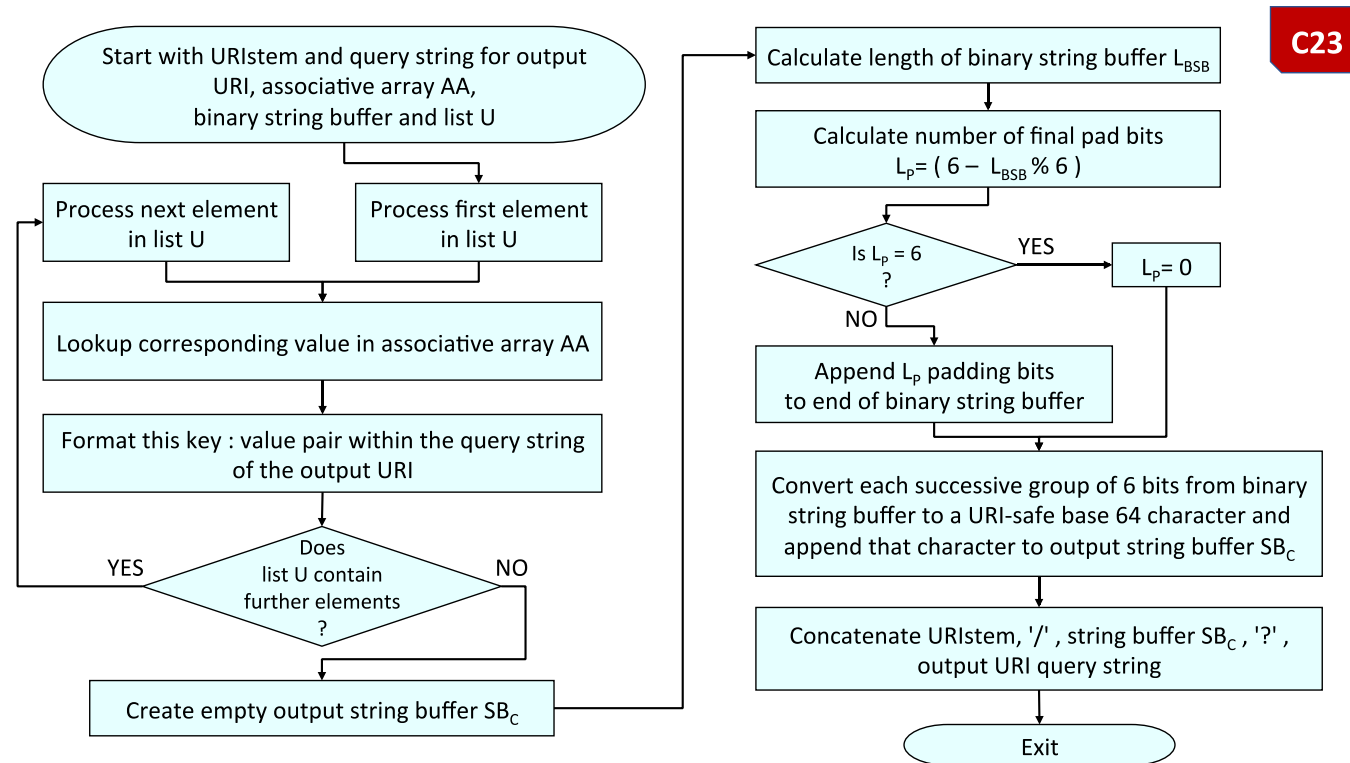 C23
Start with URIstem and query string for output
URI, associative array AA,
binary string buffer and list U
Process next element
in list U
Process first element
in list U
Lookup corresponding value in associative array AA
Format this key : value pair within the query string
of the output URI
Does
list U contain
further elements
?
YES
NO
Create empty output string buffer SBC
Calculate length of binary string buffer LBSB
Calculate number of final pad bits
LP= ( 6 – LBSB % 6 )
Is LP = 6
?
YES
LP= 0
NO
Append LP padding bits
to end of binary string buffer
Convert each successive group of 6 bits from binary
string buffer to a URI-safe base 64 character and
append that character to output string buffer SBC
Concatenate URIstem, '/' , string buffer SBC , '?' ,
output URI query string
Exit